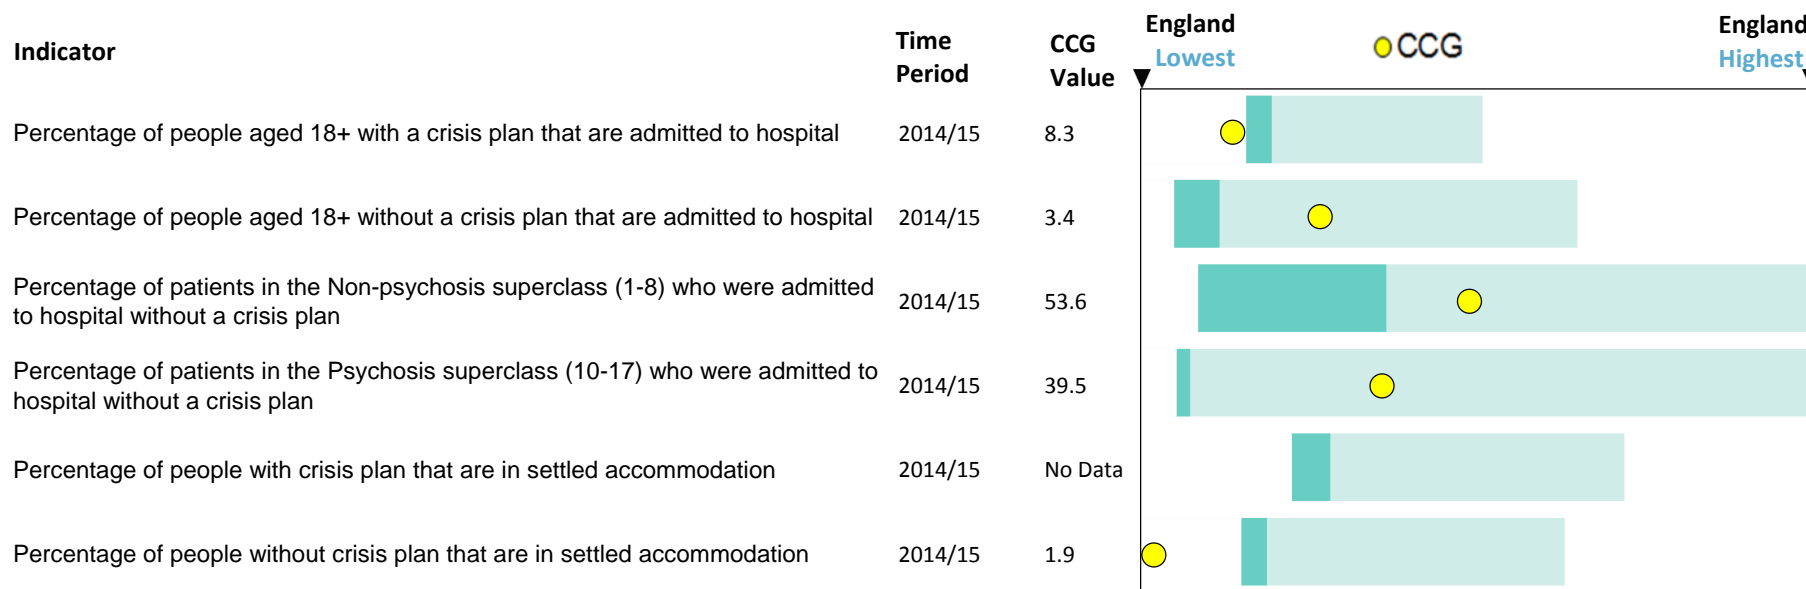 Indicator
Time Period
CCG Value
England Lowest
CCG
England Highest
Percentage of people aged 18+ with a crisis plan that are admitted to hospital 2014/15 8.3
Percentage of people aged 18+ without a crisis plan that are admitted to hospital 2014/15 3.4
Percentage of patients in the Non-psychosis superclass (1-8) who were admitted
to hospital without a crisis plan 2014/15 53.6
Percentage of patients in the Psychosis superclass (10-17) who were admitted to
hospital without a crisis plan 2014/15 39.5
Percentage of people with crisis plan that are in settled accommodation 2014/15 No Data
Percentage of people without crisis plan that are in settled accommodation 2014/15 1.9